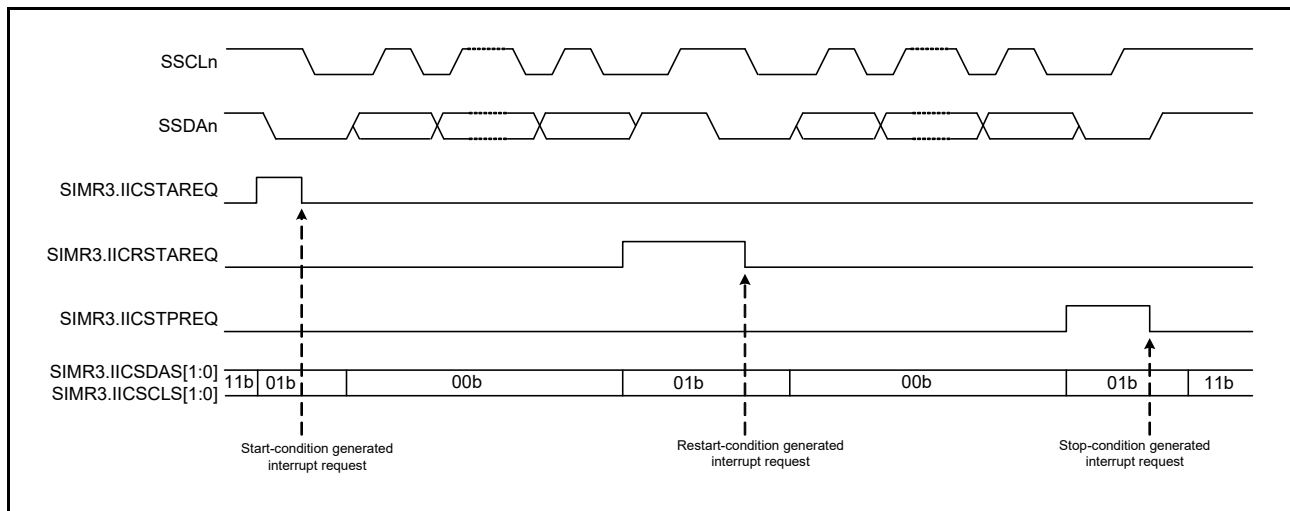 SSCLn
SSDAn
SIMR3.IICSTAREQ
SIMR3.IICRSTAREQ
SIMR3.IICSTPREQ
SIMR3.IICSDAS[1:0]
SIMR3.IICSCLS[1:0]
11b 01b 00b 01b 00b 01b 11b
Start-condition generated
interrupt request
Restart-condition generated
interrupt request
Stop-condition generated
interrupt request